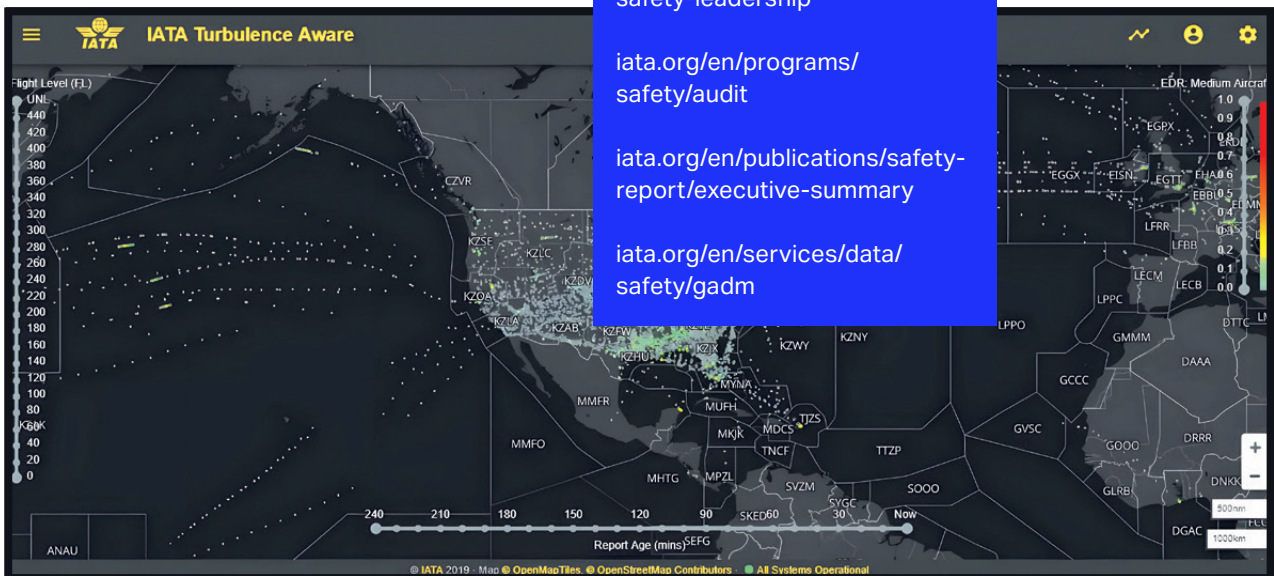 safety-leadership
iata.org/en/programs/
safety/audit
iata.org/en/publications/safety-
report/executive-summary
iata.org/en/services/data/
safety/gadm
IATA
IATA Turbulence Aware
Flight Level (FL)
UNL
440
420
400
380
360
340
320
300
280
260
240
220
200
180
160
140
120
100
80
60
40
20
0
EDR: Medium Aircraf
1.0
0.9
0.8
0.7
0.6
0.5
0.4
0.3
0.2
0.1
0.0
CZVR
KZSE
KZLC
KZOA
KZDV
KZLA
KZAB
KZFW
KZHU
KZJX
KZWY
KZNY
MYNA
MMFR
MUFH
MMFO
MKJK
MDCS
TJZS
TNCF
TTZP
MHTG
MPZL
SVZM
SYGC
SOOO
SKED
SEFG
ANAU
EGPX
EGGX
EISN
EGTT
EHAA
EBBU
LFRR
LFBB
LECM
LECB
LPPC
LPPO
GMMM
DTTC
DAAA
GCCC
GVSC
GOOO
DRRR
GLRB
DNKK
DGAC
+
−
500nm
1000km
240
210
180
150
120
90
60
30
Now
Report Age (mins)
© IATA 2019 - Map © OpenMapTiles, © OpenStreetMap Contributors - All Systems Operational